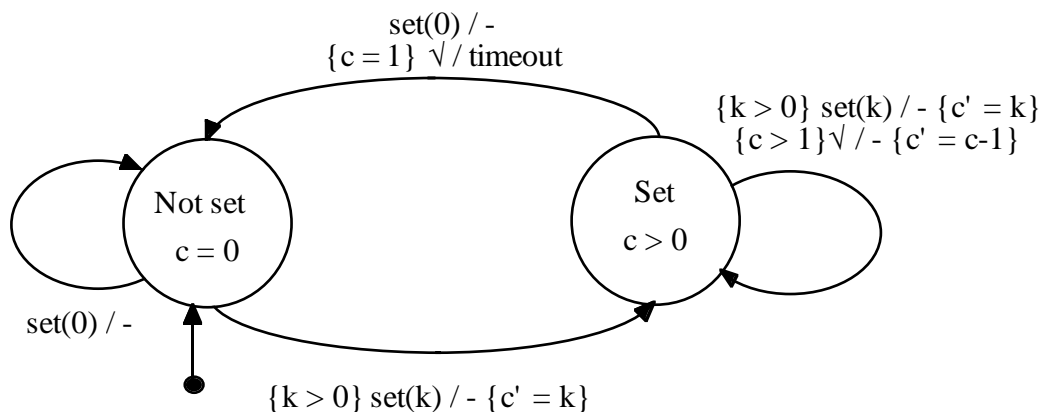 set(0) / -
{c = 1} √ / timeout
{k > 0} set(k) / - {c' = k}
{c > 1}√ / - {c' = c-1}
Not set
c = 0
Set
c > 0
set(0) / -
{k > 0} set(k) / - {c' = k}